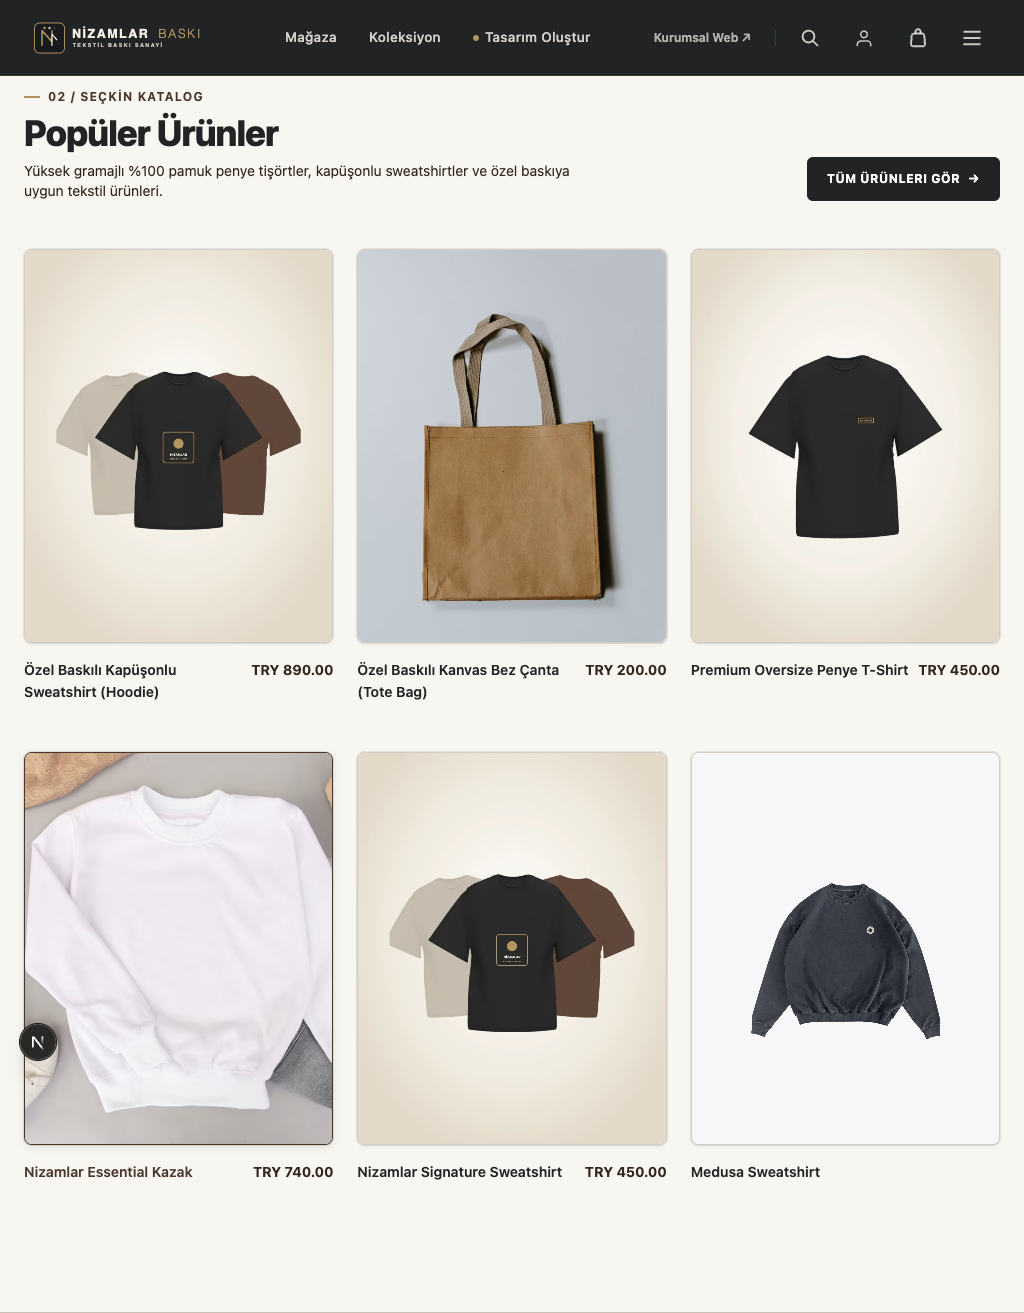 NİZAMLAR BASKI
TEKSTİL BASKI SANAYİ
Mağaza
Koleksiyon
Tasarım Oluştur
Kurumsal Web ↗
02 / SEÇKİN KATALOG
Popüler Ürünler
Yüksek gramajlı %100 pamuk penye tişörtler, kapüşonlu sweatshirtler ve özel baskıya
uygun tekstil ürünleri.
TÜM ÜRÜNLERI GÖR →
NIZAMLAR
Özel Baskılı Kapüşonlu
Sweatshirt (Hoodie)
TRY 890.00
Özel Baskılı Kanvas Bez Çanta
(Tote Bag)
TRY 200.00
Premium Oversize Penye T-Shirt
TRY 450.00
N
NIZAMLAR
Nizamlar Essential Kazak
TRY 740.00
Nizamlar Signature Sweatshirt
TRY 450.00
Medusa Sweatshirt